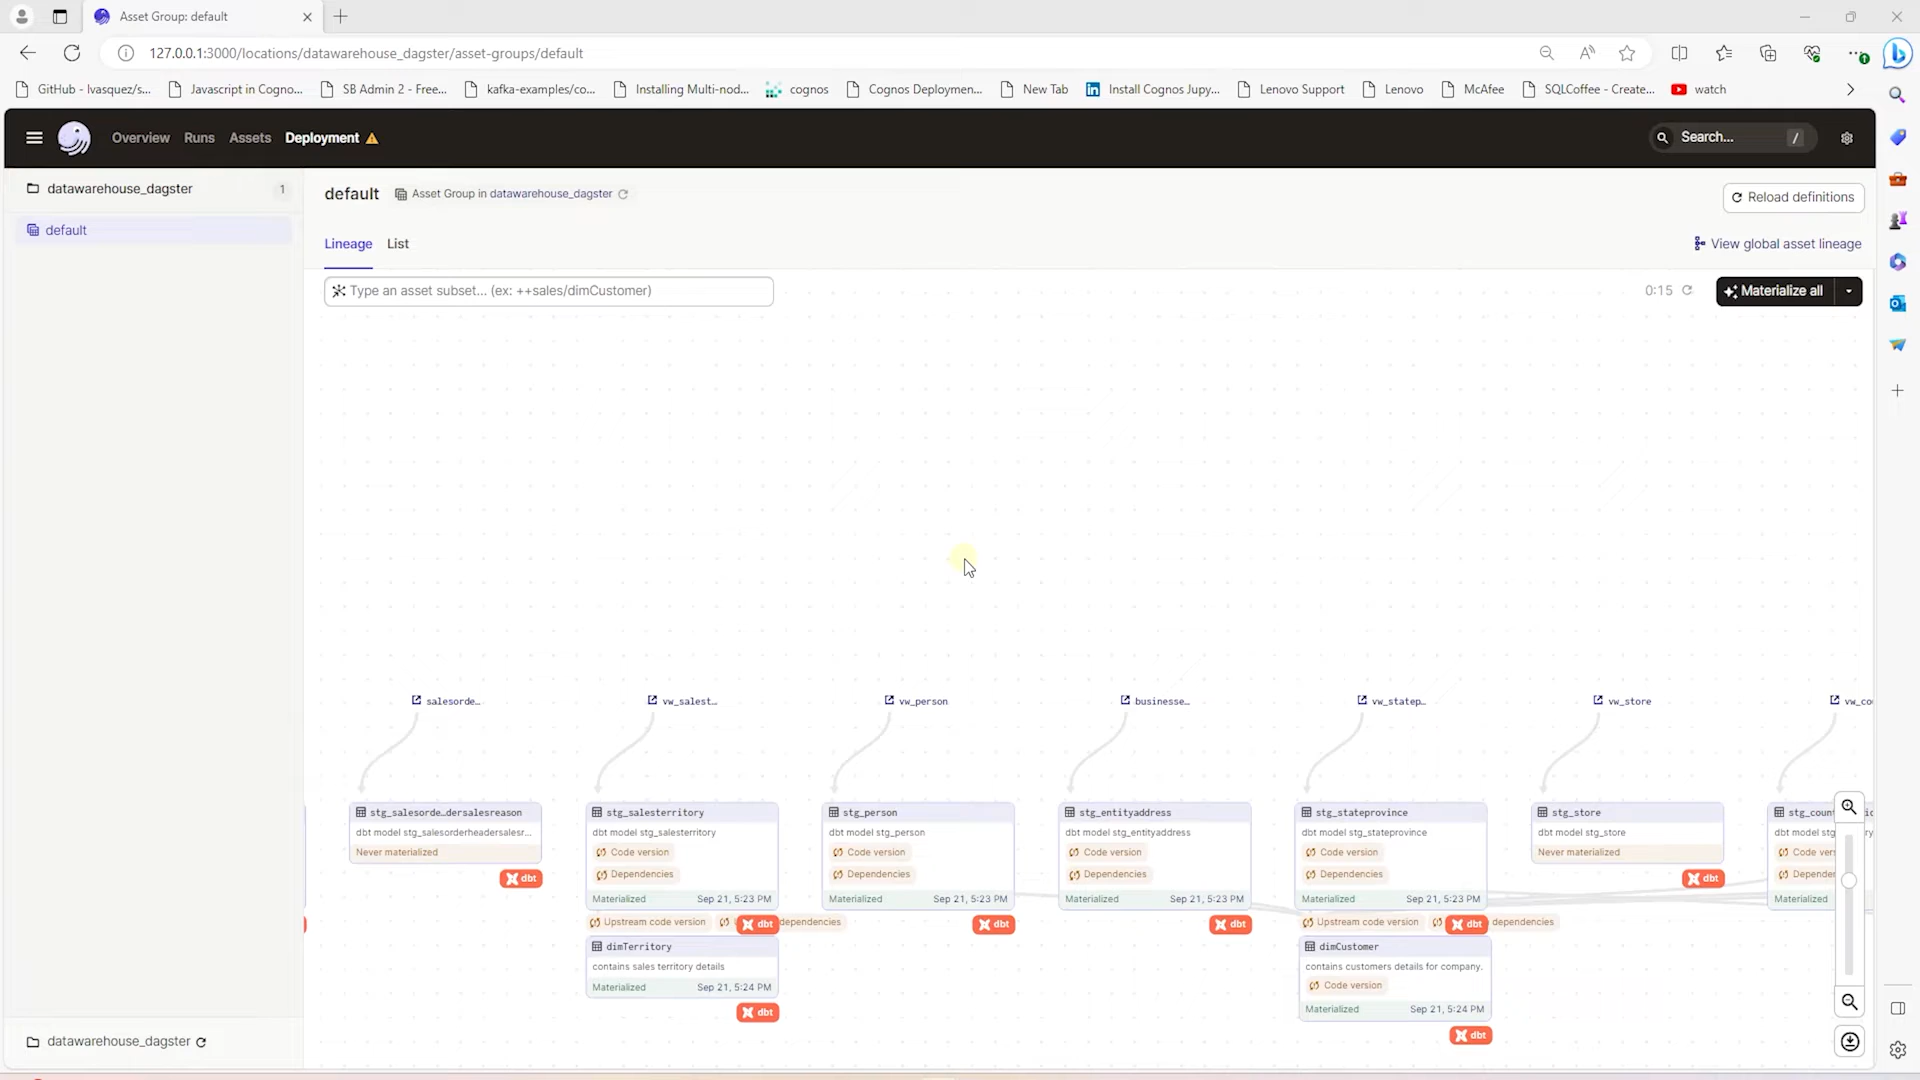 Asset Group: default
127.0.0.1:3000/locations/datawarehouse_dagster/asset-groups/default
GitHub - lvasquez/s...
Javascript in Cogno...
SB Admin 2 - Free...
kafka-examples/co...
Installing Multi-nod...
cognos
Cognos Deploymen...
New Tab
Install Cognos Jupy...
Lenovo Support
Lenovo
McAfee
SQLCoffee - Create...
watch
Overview
Runs
Assets
Deployment
Search...
/
datawarehouse_dagster
1
default
default
Asset Group in datawarehouse_dagster
Reload definitions
Lineage
List
View global asset lineage
Type an asset subset... (ex: ++sales/dimCustomer)
0:15
Materialize all
salesorde…
vw_salest…
vw_person
businesse…
vw_statep…
vw_store
stg_salesorde…dersalesreason
dbt model stg_salesorderheadersalesr...
Never materialized
dbt
stg_salesterritory
dbt model stg_salesterritory
Code version
Dependencies
Materialized
Sep 21, 5:23 PM
Upstream code version
dependencies
dbt
dimTerritory
contains sales territory details
Materialized
Sep 21, 5:24 PM
dbt
stg_person
dbt model stg_person
Code version
Dependencies
Materialized
Sep 21, 5:23 PM
dbt
stg_entityaddress
dbt model stg_entityaddress
Code version
Dependencies
Materialized
Sep 21, 5:23 PM
dbt
stg_stateprovince
dbt model stg_stateprovince
Code version
Dependencies
Materialized
Sep 21, 5:23 PM
Upstream code version
dependencies
dbt
dimCustomer
contains customers details for company.
Code version
Materialized
Sep 21, 5:24 PM
dbt
stg_store
dbt model stg_store
Never materialized
dbt
dbt model stg_country
Materialized
datawarehouse_dagster